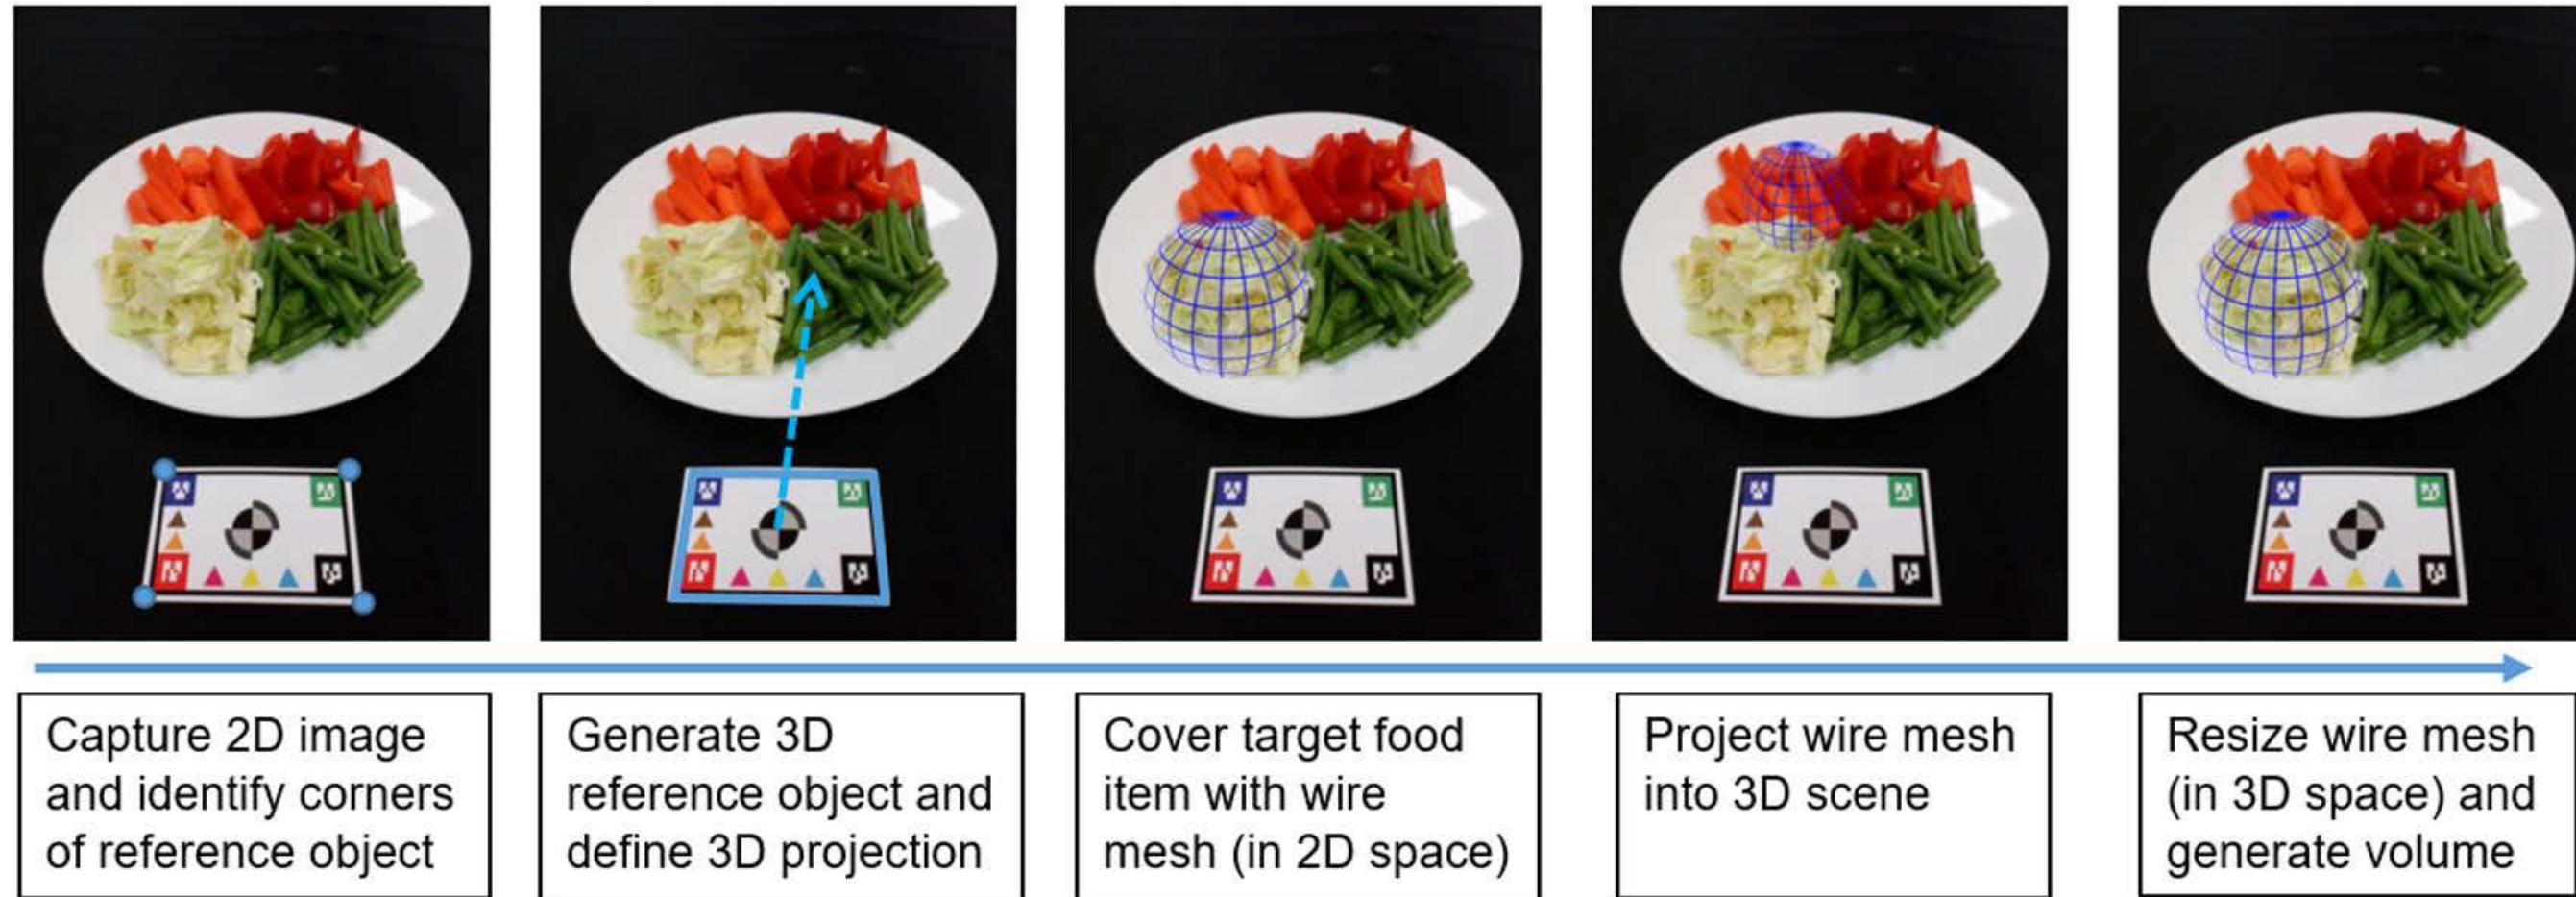 Capture 2D image
and identify corners
of reference object
Generate 3D
reference object and
define 3D projection
Cover target food
item with wire
mesh (in 2D space)
Project wire mesh
into 3D scene
Resize wire mesh
(in 3D space) and
generate volume